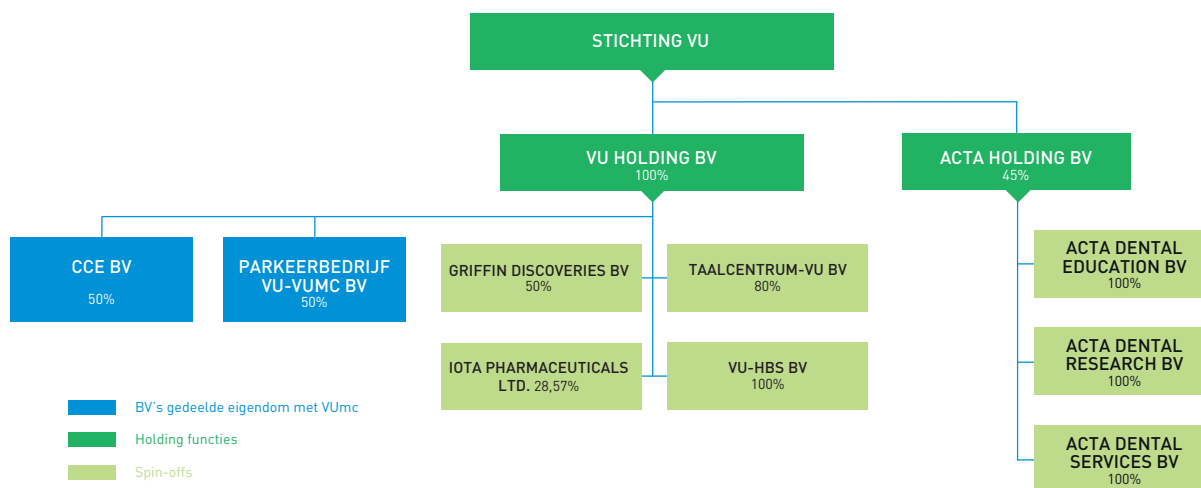 STICHTING VU
VU HOLDING BV
100%
ACTA HOLDING BV
45%
CCE BV
50%
PARKEERBEDRIJF
VU-VUMC BV
50%
GRIFFIN DISCOVERIES BV
50%
TAALCENTRUM-VU BV
80%
IOTA PHARMACEUTICALS
LTD. 28,57%
VU-HBS BV
100%
ACTA DENTAL
EDUCATION BV
100%
ACTA DENTAL
RESEARCH BV
100%
ACTA DENTAL
SERVICES BV
100%
BV's gedeelde eigendom met VUmc
Holding functies
Spin-offs